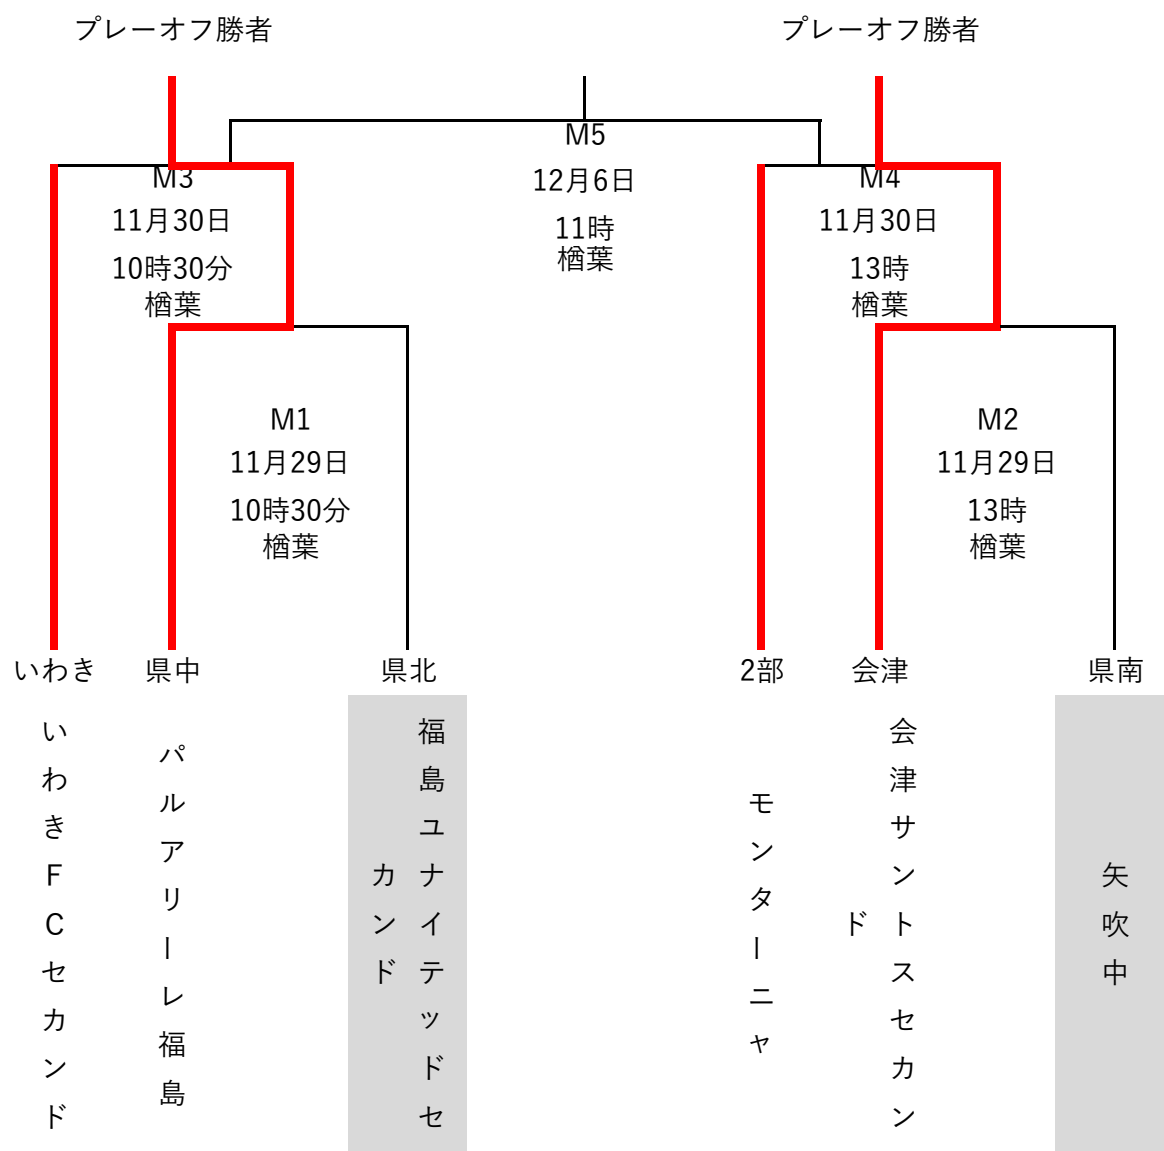 プレーオフ勝者
プレーオフ勝者
M5
12月6日
11時
楢葉
M3
11月30日
10時30分
楢葉
M4
11月30日
13時
楢葉
M1
11月29日
10時30分
楢葉
M2
11月29日
13時
楢葉
いわき
県中
県北
2部
会津
県南
いわきFCセカンド
パルアリーレ福島
福島ユナイテッドセ
カンド
モンターニャ
会津サントスセカン
ド
矢吹中